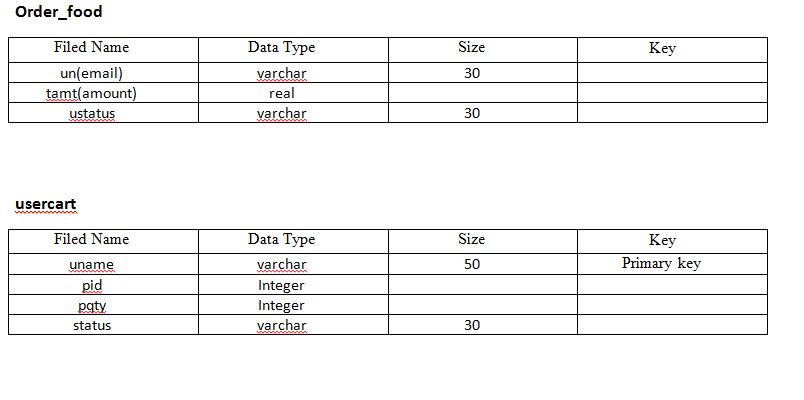 Order_food
Filed Name Data Type Size Key
un(email) varchar 30
tamt(amount) real
ustatus varchar 30
usercart
Filed Name Data Type Size Key
uname varchar 50 Primary key
pid Integer
pqty Integer
status varchar 30